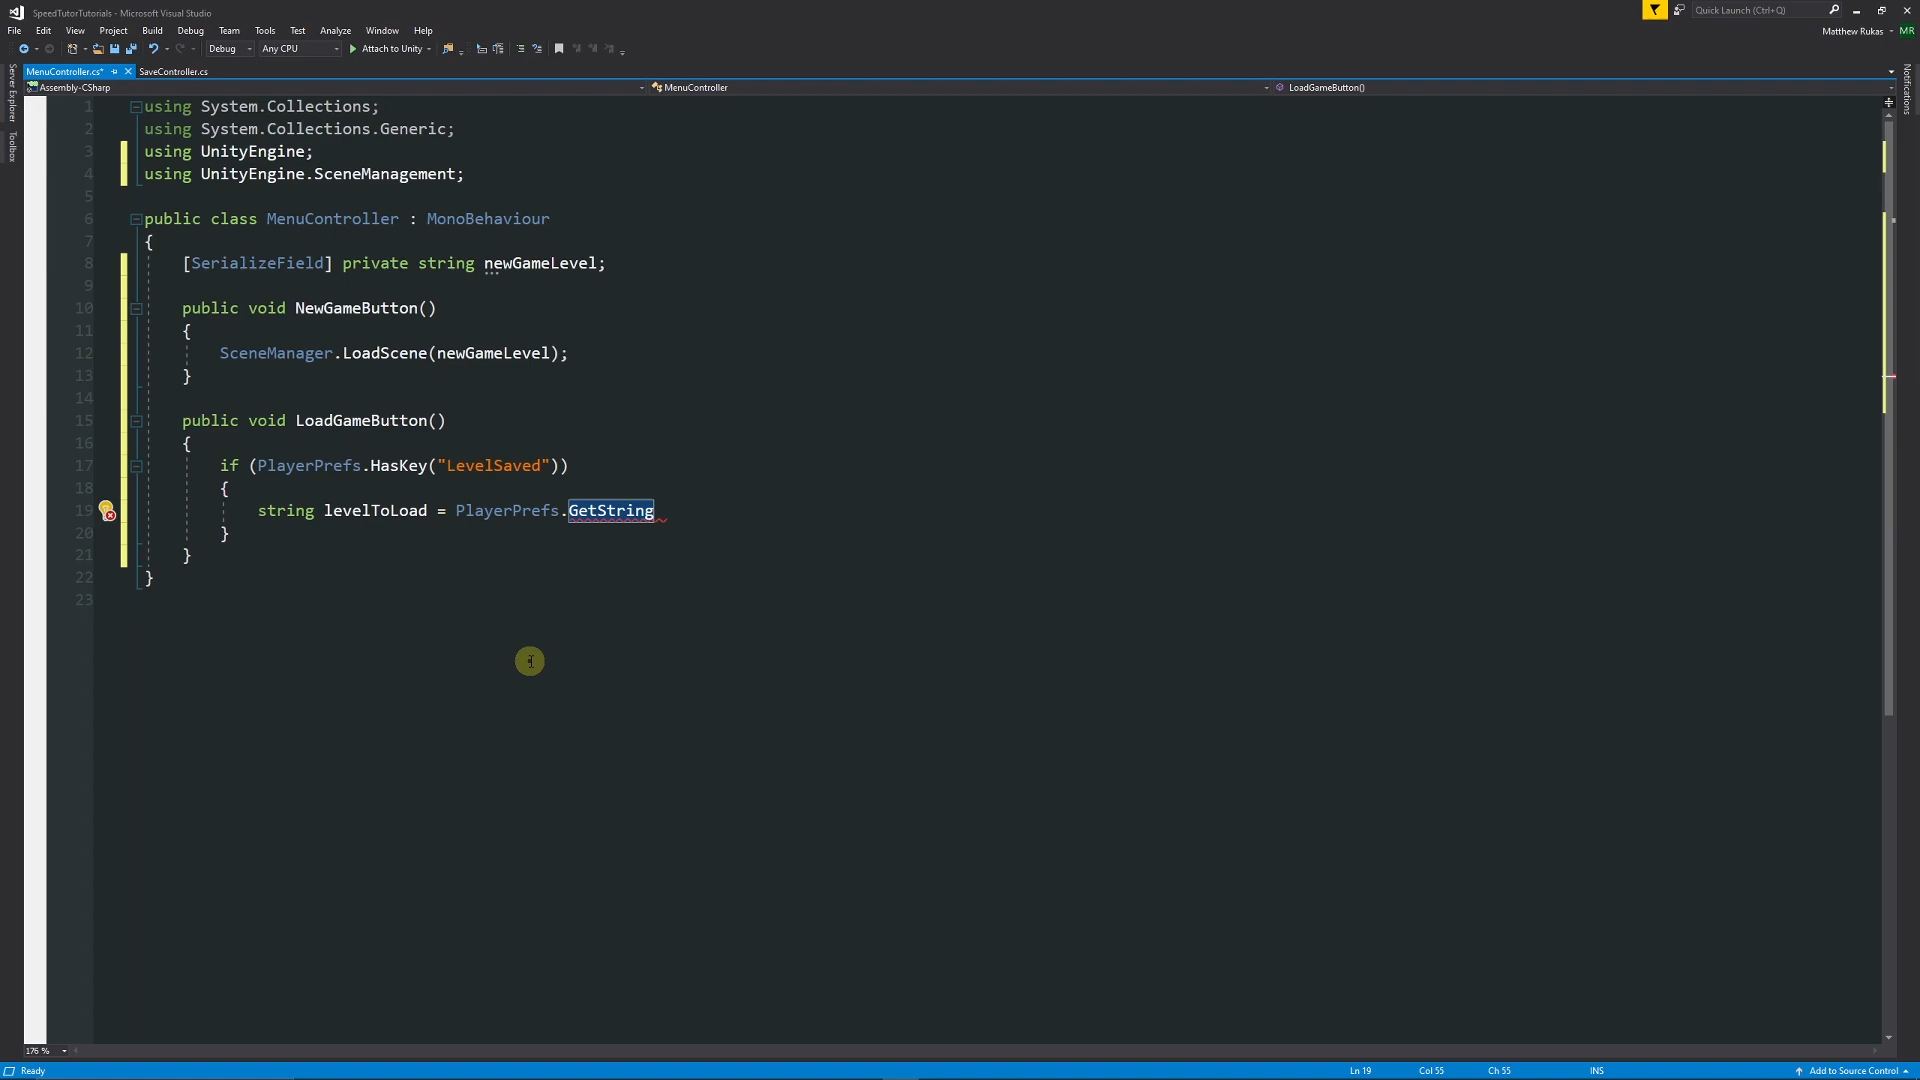 SpeedTutorTutorials - Microsoft Visual Studio
Quick Launch (Ctrl+Q)
File Edit View Project Build Debug Team Tools Test Analyze Window Help
Matthew Rukas MR
Debug Any CPU Attach to Unity
MenuController.cs* SaveController.cs
Assembly-CSharp MenuController LoadGameButton()
Server Explorer
Toolbox
Notifications
1 using System.Collections;
2 using System.Collections.Generic;
3 using UnityEngine;
4 using UnityEngine.SceneManagement;
5
6 public class MenuController : MonoBehaviour
7 {
8 [SerializeField] private string newGameLevel;
9
10 public void NewGameButton()
11 {
12 SceneManager.LoadScene(newGameLevel);
13 }
14
15 public void LoadGameButton()
16 {
17 if (PlayerPrefs.HasKey("LevelSaved"))
18 {
19 string levelToLoad = PlayerPrefs.GetString
20 }
21 }
22 }
23
176 %
Ready Ln 19 Col 55 Ch 55 INS Add to Source Control